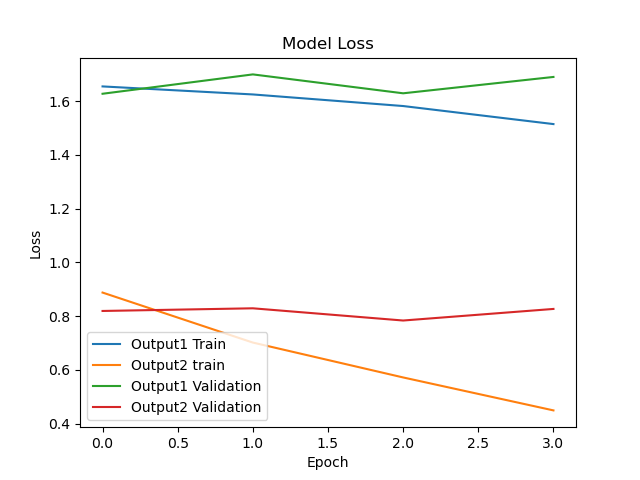 Model Loss
Loss
1.6
1.4
1.2
1.0
0.8
0.6
0.4
Output1 Train
Output2 train
Output1 Validation
Output2 Validation
0.0 0.5 1.0 1.5 2.0 2.5 3.0
Epoch